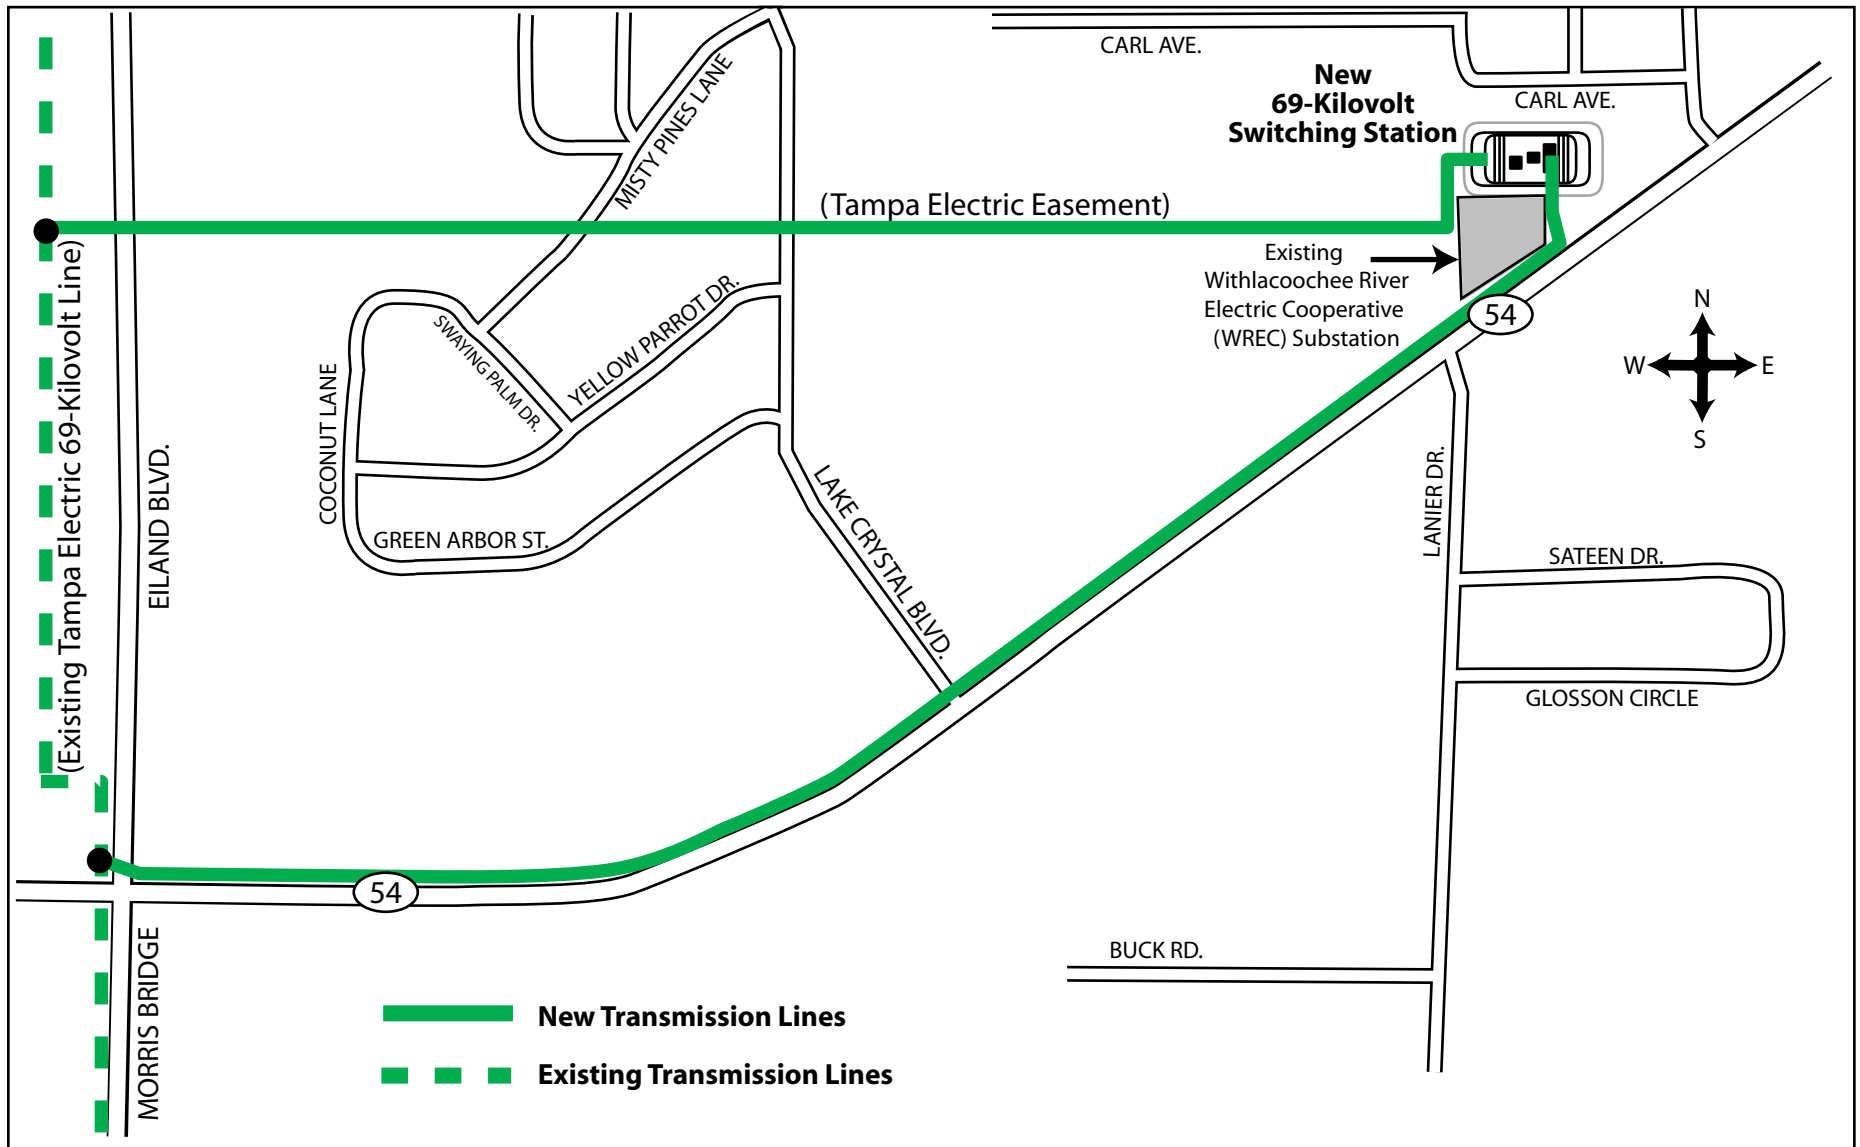 CARL AVE.
New
69-Kilovolt
Switching Station
CARL AVE.
MISTY PINES LANE
(Tampa Electric Easement)
Existing
Withlacoochee River
Electric Cooperative
(WREC) Substation
54
N
W
E
S
(Existing Tampa Electric 69-Kilovolt Line)
EILAND BLVD.
COCONUT LANE
SWAYING PALM DR.
YELLOW PARROT DR.
GREEN ARBOR ST.
LAKE CRYSTAL BLVD.
LANIER DR.
SATEEN DR.
GLOSSON CIRCLE
54
BUCK RD.
MORRIS BRIDGE
New Transmission Lines
Existing Transmission Lines